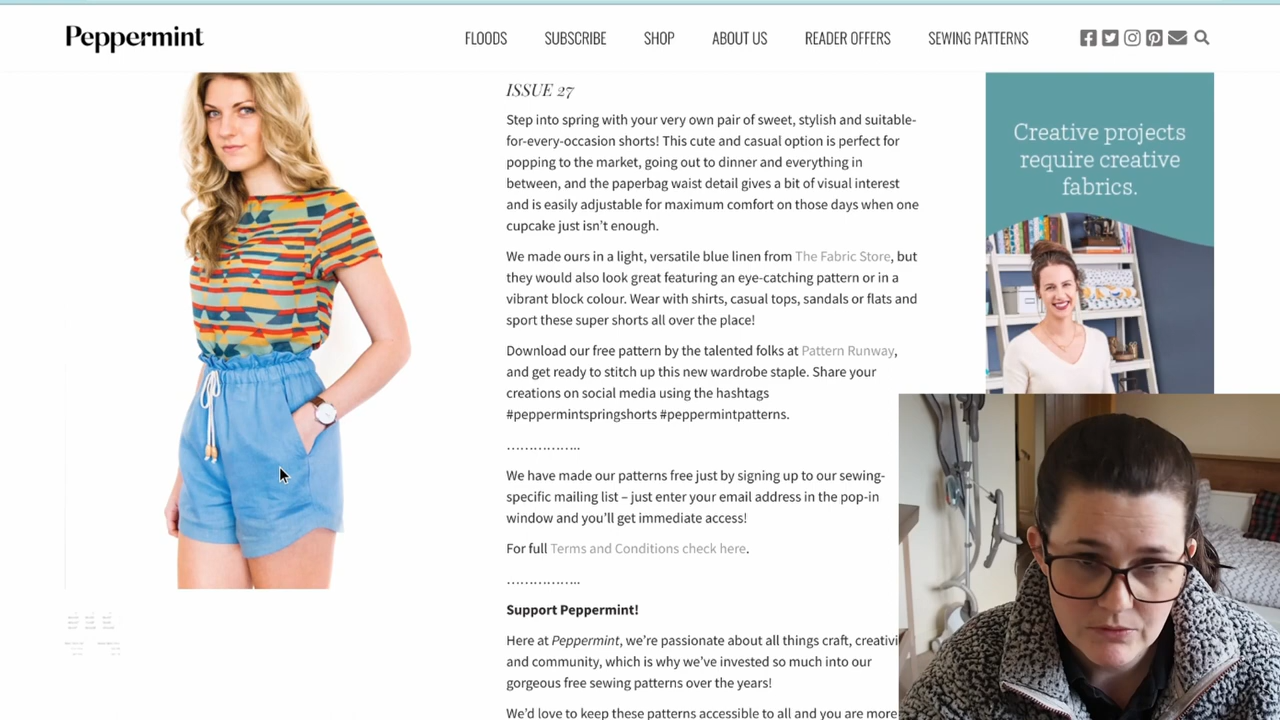 Peppermint
FLOODS SUBSCRIBE SHOP ABOUT US READER OFFERS SEWING PATTERNS
ISSUE 27
Step into spring with your very own pair of sweet, stylish and suitable-
for-every-occasion shorts! This cute and casual option is perfect for
popping to the market, going out to dinner and everything in
between, and the paperbag waist detail gives a bit of visual interest
and is easily adjustable for maximum comfort on those days when one
cupcake just isn’t enough.
We made ours in a light, versatile blue linen from The Fabric Store, but
they would also look great featuring an eye-catching pattern or in a
vibrant block colour. Wear with shirts, casual tops, sandals or flats and
sport these super shorts all over the place!
Download our free pattern by the talented folks at Pattern Runway,
and get ready to stitch up this new wardrobe staple. Share your
creations on social media using the hashtags
#peppermintspringshorts #peppermintpatterns.
……………..
We have made our patterns free just by signing up to our sewing-
specific mailing list – just enter your email address in the pop-in
window and you’ll get immediate access!
For full Terms and Conditions check here.
……………..
Support Peppermint!
Here at Peppermint, we’re passionate about all things craft, creativi
and community, which is why we’ve invested so much into our
gorgeous free sewing patterns over the years!
We’d love to keep these patterns accessible to all and you are more
Creative projects
require creative
fabrics.